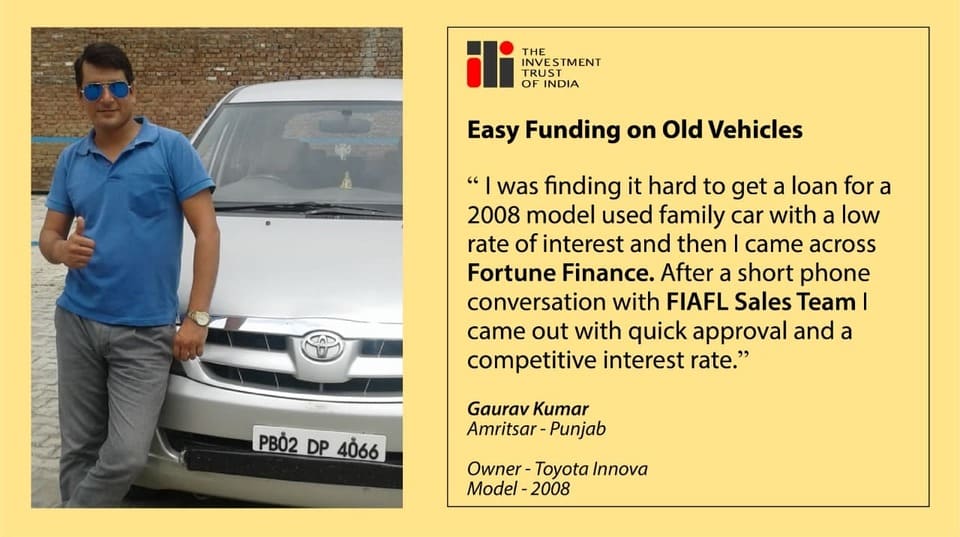 THE
INVESTMENT
TRUST
OF INDIA
Easy Funding on Old Vehicles
“ I was finding it hard to get a loan for a
2008 model used family car with a low
rate of interest and then I came across
Fortune Finance. After a short phone
conversation with FIAFL Sales Team I
came out with quick approval and a
competitive interest rate.”
Gaurav Kumar
Amritsar - Punjab
Owner - Toyota Innova
Model - 2008
PB02 DP 4066